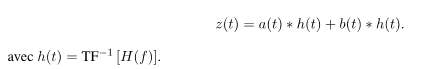 z(t) = a(t) ∗ h(t) + b(t) ∗ h(t).
avec h(t) = TF⁻¹ [H(f)].